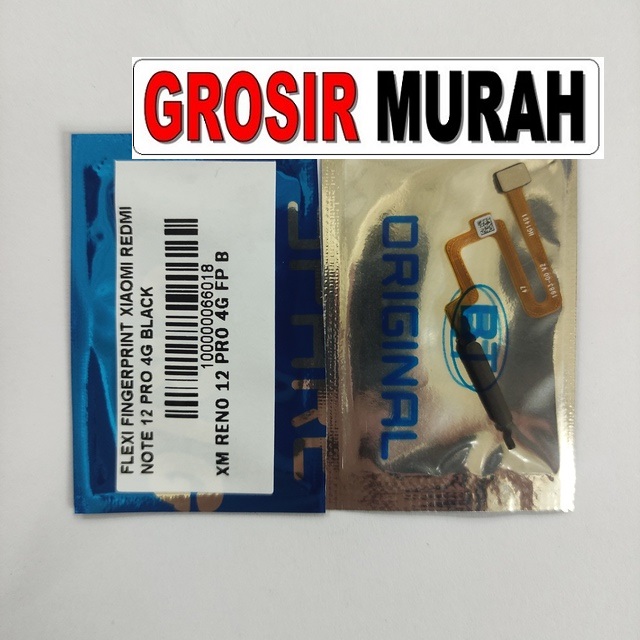 GROSIR MURAH
FLEXI FINGERPRINT XIAOMI REDMI
NOTE 12 PRO 4G BLACK
100000066018
XM RENO 12 PRO 4G FP B
ORIGINAL
BT